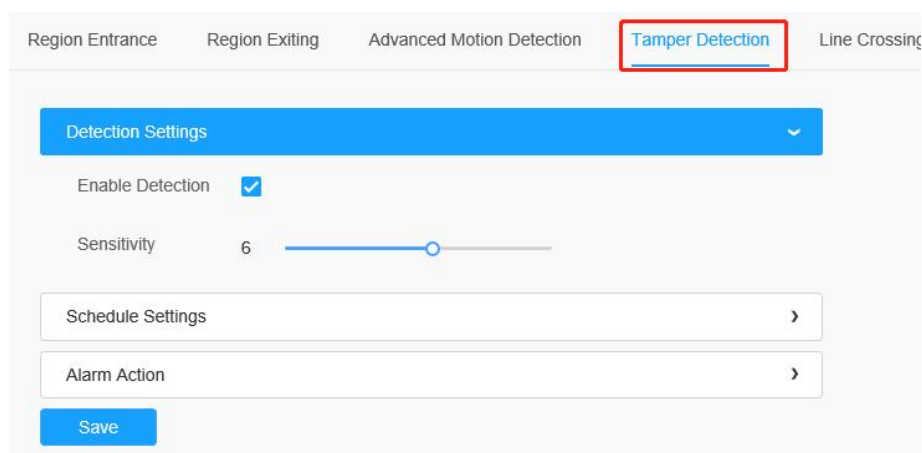 Region Entrance Region Exiting Advanced Motion Detection Tamper Detection Line Crossing
Detection Settings
Enable Detection
Sensitivity 6
Schedule Settings
Alarm Action
Save